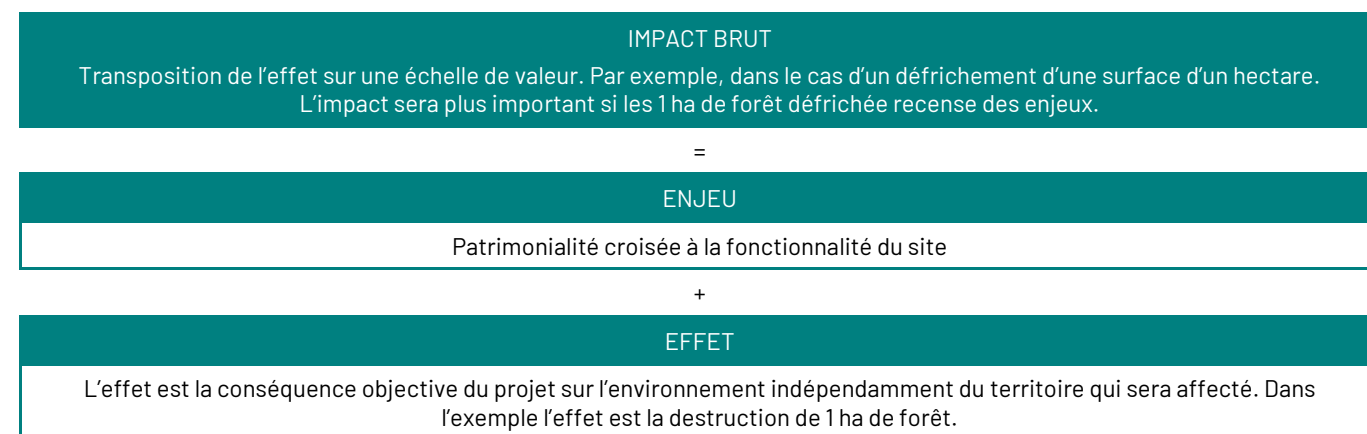 IMPACT BRUT
Transposition de l’effet sur une échelle de valeur. Par exemple, dans le cas d’un défrichement d’une surface d’un hectare.
L’impact sera plus important si les 1 ha de forêt défrichée recense des enjeux.
=
ENJEU
Patrimonialité croisée à la fonctionnalité du site
+
EFFET
L’effet est la conséquence objective du projet sur l’environnement indépendamment du territoire qui sera affecté. Dans
l’exemple l’effet est la destruction de 1 ha de forêt.